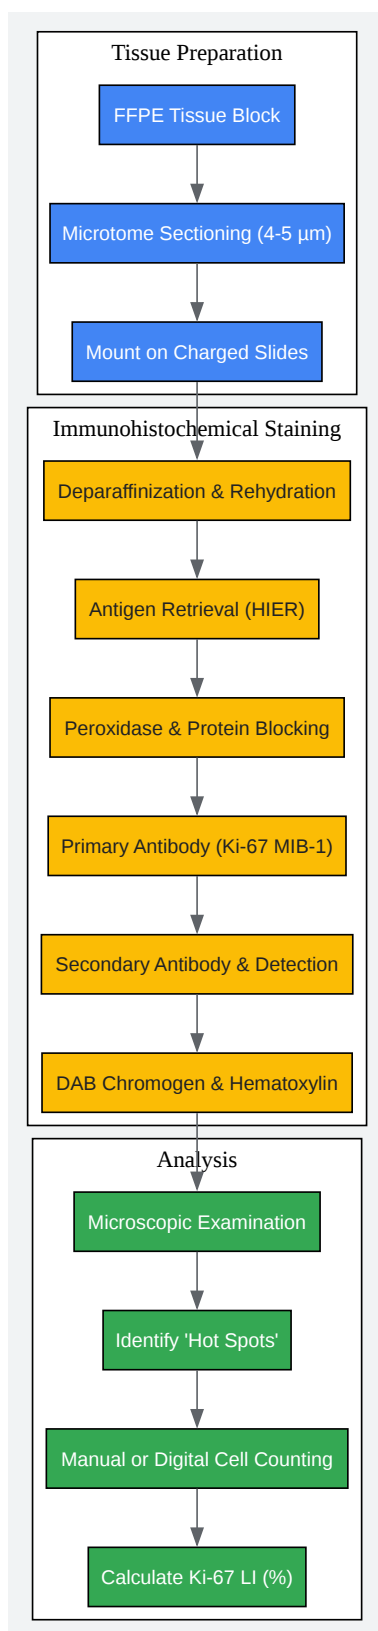 Tissue Preparation
FFPE Tissue Block
Microtome Sectioning (4-5 µm)
Mount on Charged Slides
Immunohistochemical Staining
Deparaffinization & Rehydration
Antigen Retrieval (HIER)
Peroxidase & Protein Blocking
Primary Antibody (Ki-67 MIB-1)
Secondary Antibody & Detection
DAB Chromogen & Hematoxylin
Analysis
Microscopic Examination
Identify 'Hot Spots'
Manual or Digital Cell Counting
Calculate Ki-67 LI (%)